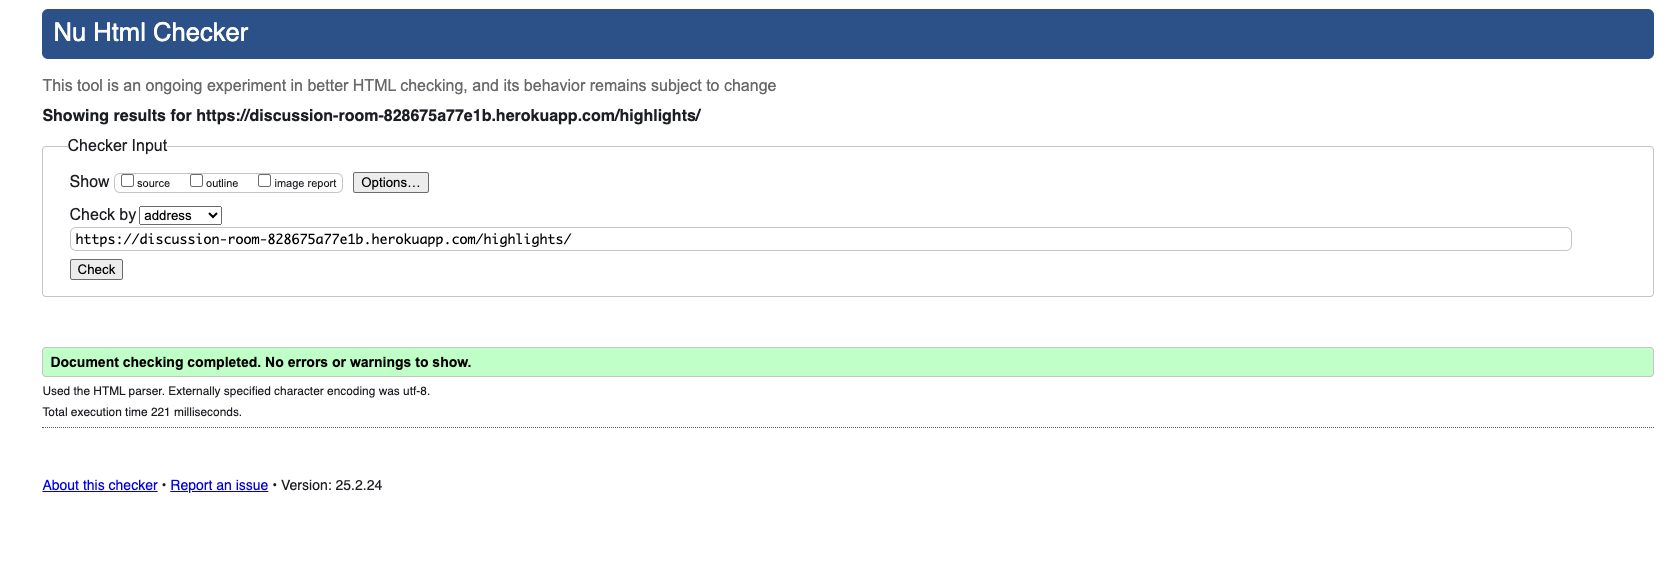 Nu Html Checker
This tool is an ongoing experiment in better HTML checking, and its behavior remains subject to change
Showing results for https://discussion-room-828675a77e1b.herokuapp.com/highlights/
Checker Input
Show source outline image report Options...
Check by address
https://discussion-room-828675a77e1b.herokuapp.com/highlights/
Check
Document checking completed. No errors or warnings to show.
Used the HTML parser. Externally specified character encoding was utf-8.
Total execution time 221 milliseconds.
About this checker • Report an issue • Version: 25.2.24